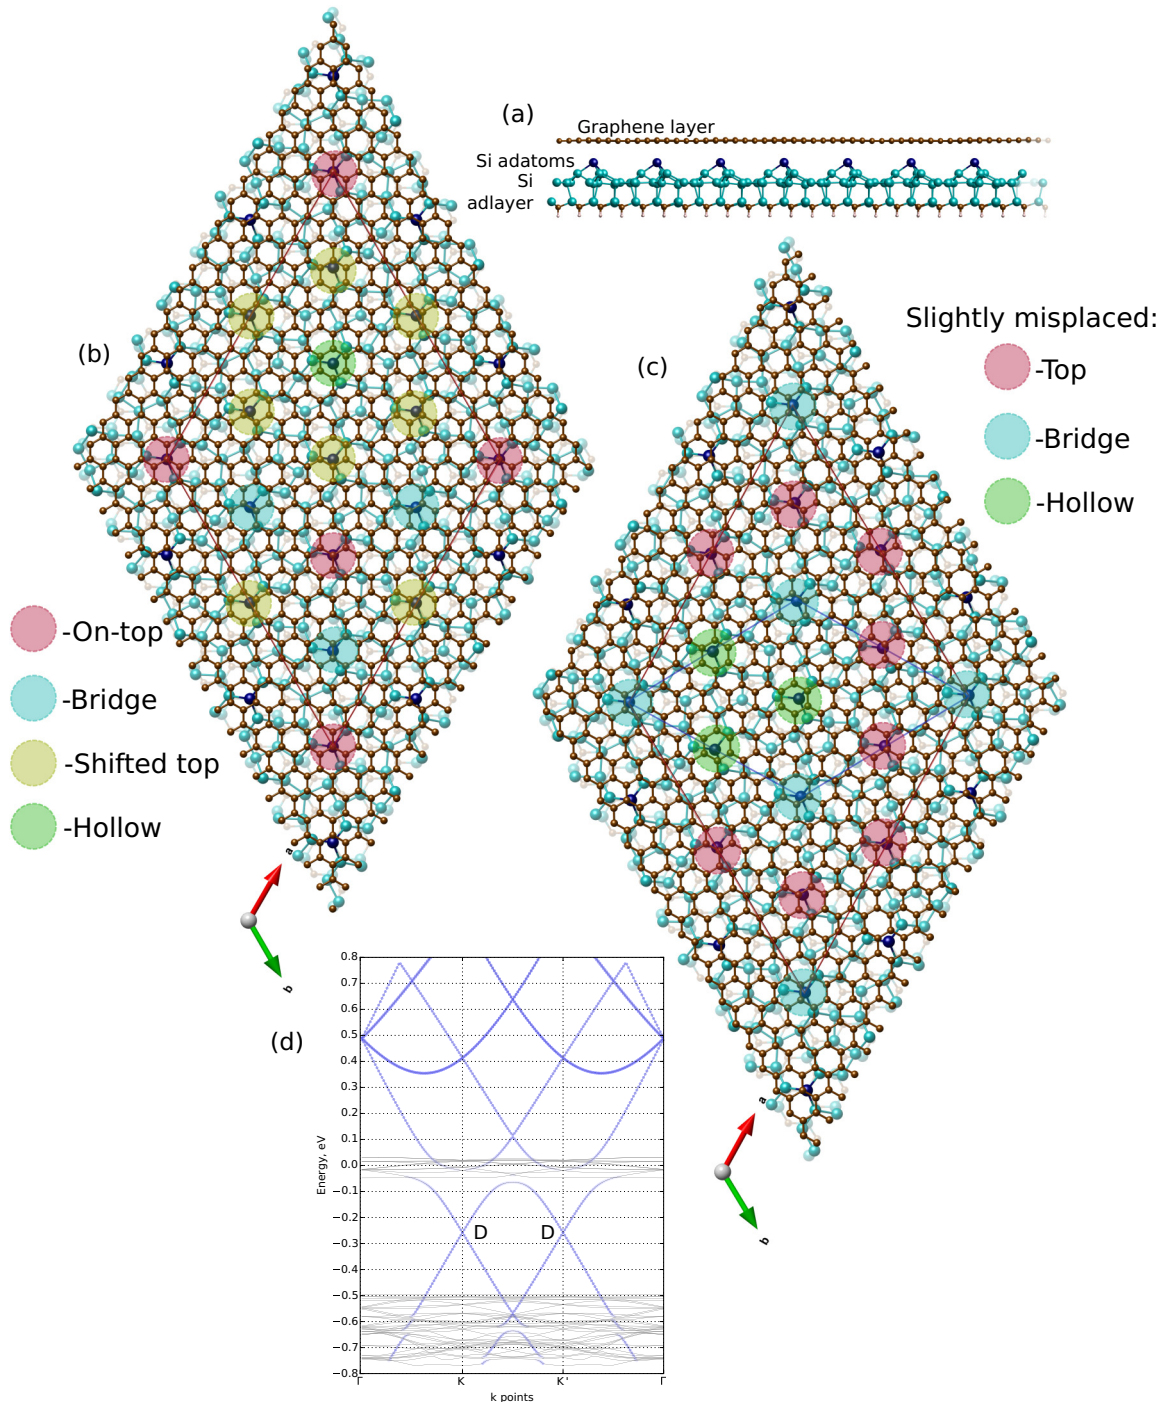 (a)
Graphene layer
Si adatoms
Si
adlayer
(b)
(c)
Slightly misplaced:
-Top
-Bridge
-Hollow
-On-top
-Bridge
-Shifted top
-Hollow
a
b
a
b
(d)
Energy, eV
0.8
0.7
0.6
0.5
0.4
0.3
0.2
0.1
0.0
−0.1
−0.2
−0.3
−0.4
−0.5
−0.6
−0.7
−0.8
D D
Γ K K' Γ
k points